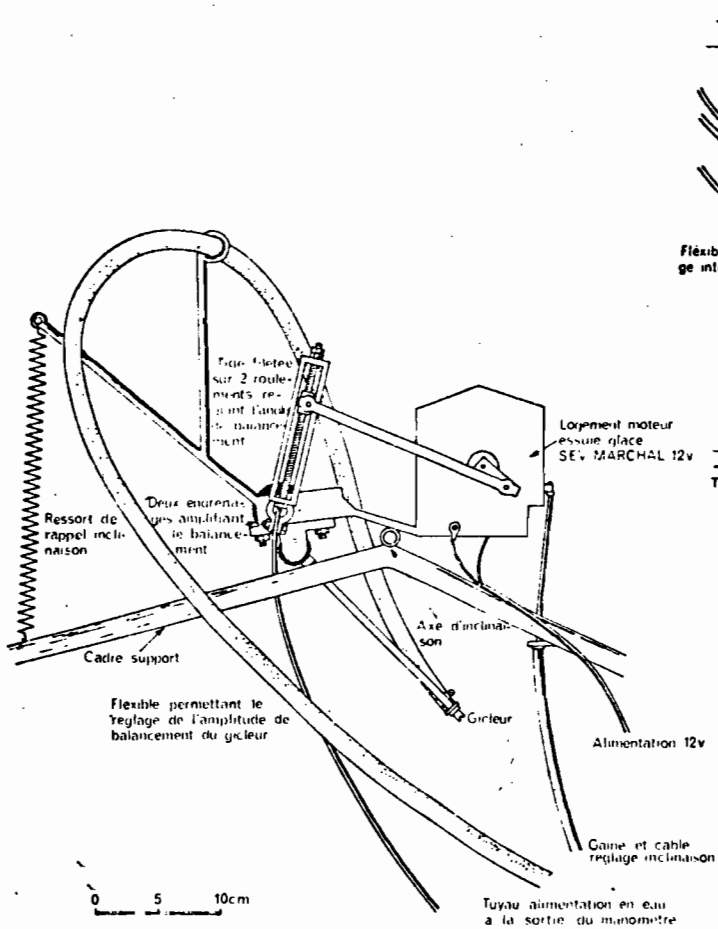 Fléxib
ge int
Tige filetée
sur 2 roule-
ments re-
de balance-
ment
Logement moteur
essuie glace
SEV MARCHAL 12v
T
Ressort de
rappel incli-
naison
Deux engrena-
ges amplifiant
le balance-
ment
Axe d'inclinai-
son
Cadre support
Flexible permettant le
reglage de l'amplitude de
balancement du gicleur
Gicleur
Alimentation 12v
Gaine et cable
reglage inclinaison
0 5 10cm
Tuyau alimentation en eau
a la sortie du manometre